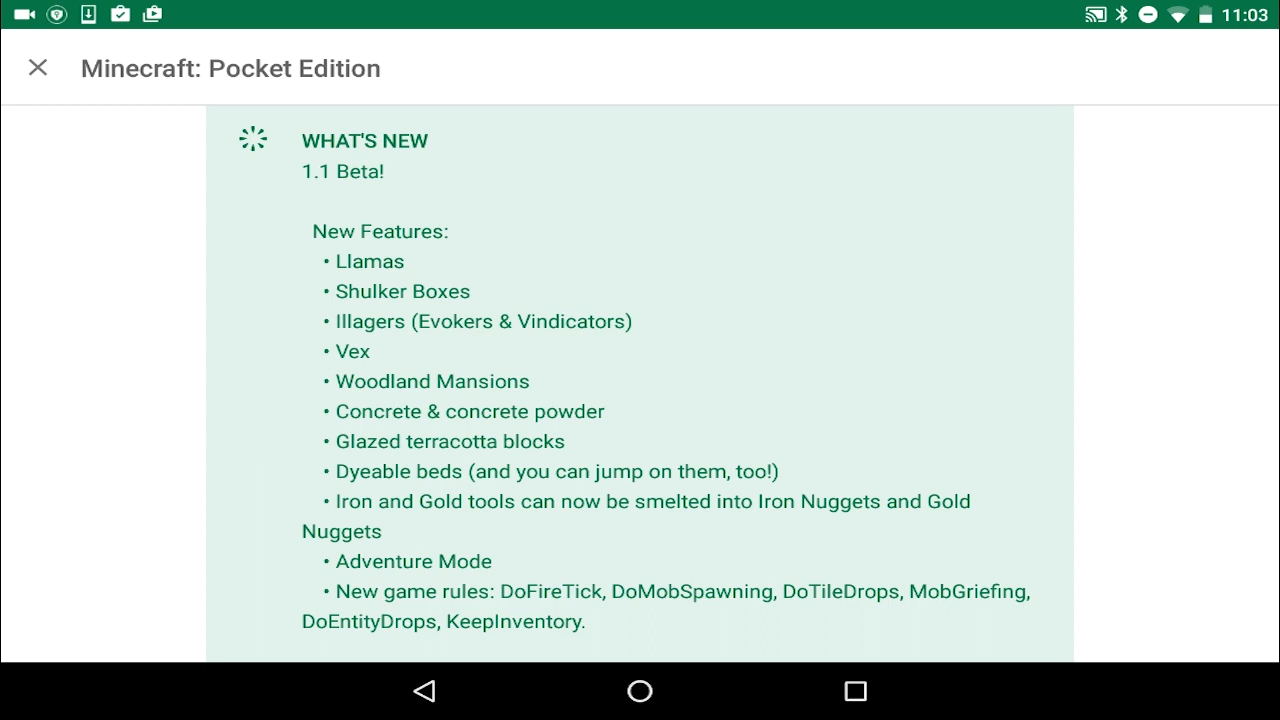 11:03
Minecraft: Pocket Edition
WHAT'S NEW
1.1 Beta!
New Features:
• Llamas
• Shulker Boxes
• Illagers (Evokers & Vindicators)
• Vex
• Woodland Mansions
• Concrete & concrete powder
• Glazed terracotta blocks
• Dyeable beds (and you can jump on them, too!)
• Iron and Gold tools can now be smelted into Iron Nuggets and Gold
Nuggets
• Adventure Mode
• New game rules: DoFireTick, DoMobSpawning, DoTileDrops, MobGriefing,
DoEntityDrops, KeepInventory.